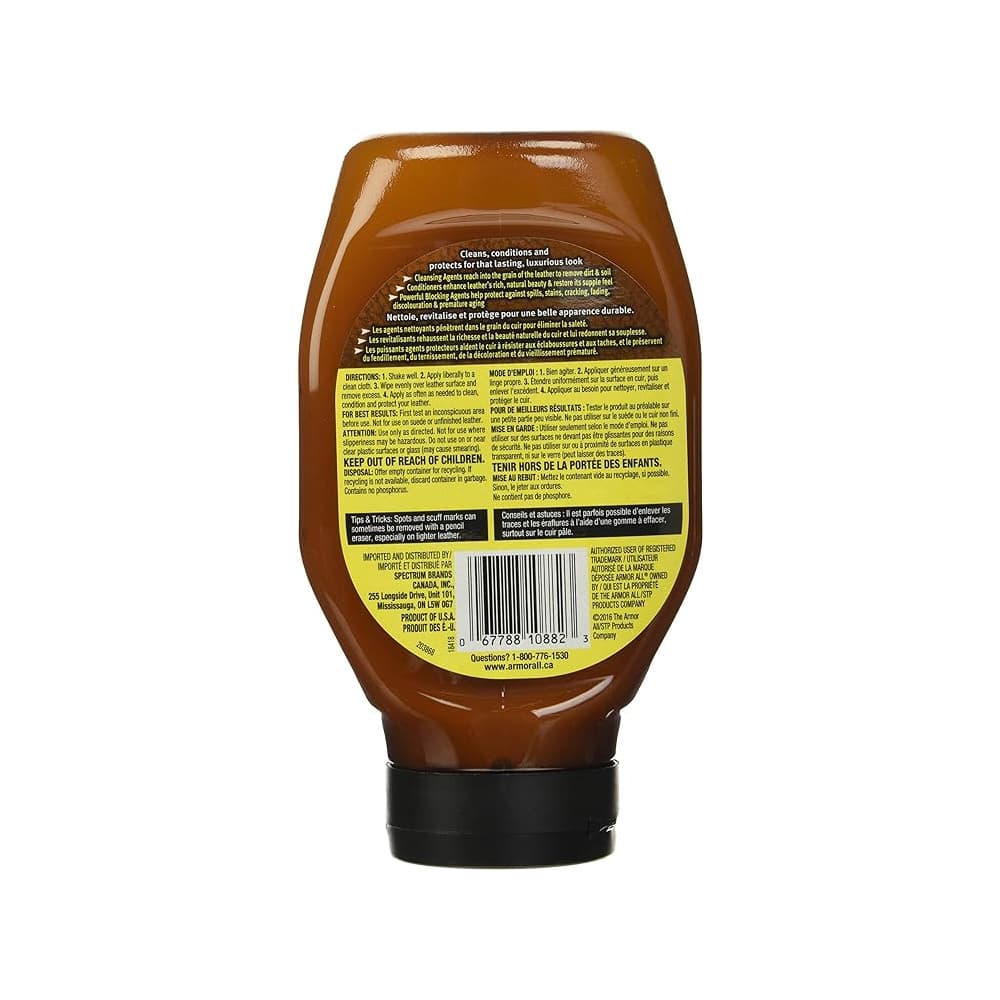 Cleans, conditions and
protects for that lasting, luxurious look
Cleansing Agents reach into the grain of the leather to remove dirt & soil
Conditioners enhance leather's rich, natural beauty & restore its supple feel
Powerful Blocking Agents help protect against spills, stains, cracking, fading,
discolouration & premature aging
Nettoie, revitalise et protège pour une belle apparence durable.
Les agents nettoyants pénètrent dans le grain du cuir pour éliminer la saleté.
Les revitalisants rehaussent la richesse et la beauté naturelle du cuir et lui redonnent sa souplesse.
Les puissants agents protecteurs aident le cuir à résister aux éclaboussures et aux taches, et le préservent
du fendillement, du ternissement, de la décoloration et du vieillissement prématuré.
DIRECTIONS: 1. Shake well. 2. Apply liberally to a
clean cloth. 3. Wipe evenly over leather surface and
remove excess. 4. Apply as often as needed to clean,
condition and protect your leather.
FOR BEST RESULTS: First test an inconspicuous area
before use. Not for use on suede or unfinished leather.
ATTENTION: Use only as directed. Not for use where
slipperiness may be hazardous. Do not use on or near
clear plastic surfaces or glass (may cause smearing).
KEEP OUT OF REACH OF CHILDREN.
DISPOSAL: Offer empty container for recycling. If
recycling is not available, discard container in garbage.
Contains no phosphorus.
MODE D'EMPLOI : 1. Bien agiter. 2. Appliquer généreusement sur un
linge propre. 3. Étendre uniformément sur la surface en cuir, puis
enlever l'excédent. 4. Appliquer au besoin pour nettoyer, revitaliser et
protéger le cuir.
POUR DE MEILLEURS RÉSULTATS : Tester le produit au préalable sur
une petite partie peu visible. Ne pas utiliser sur le suède ou le cuir non fini.
MISE EN GARDE : Utiliser seulement selon le mode d'emploi. Ne pas
utiliser sur des surfaces ne devant pas être glissantes pour des raisons
de sécurité. Ne pas utiliser sur ou à proximité de surfaces en plastique
transparent, ni sur le verre (peut laisser des traces).
TENIR HORS DE LA PORTÉE DES ENFANTS.
MISE AU REBUT : Mettez le contenant vide au recyclage, si possible.
Sinon, le jeter aux ordures.
Ne contient pas de phosphore.
Tips & Tricks: Spots and scuff marks can
sometimes be removed with a pencil
eraser, especially on lighter leather.
Conseils et astuces : Il est parfois possible d'enlever les
traces et les éraflures à l'aide d'une gomme à effacer,
surtout sur le cuir pâle.
IMPORTED AND DISTRIBUTED BY/
IMPORTÉ ET DISTRIBUÉ PAR
SPECTRUM BRANDS
CANADA, INC.,
255 Longside Drive, Unit 101,
Mississauga, ON L5W 0G7
PRODUCT OF U.S.A.
PRODUIT DES É.-U.
203868
18418
0 67788 10882 3
AUTHORIZED USER OF REGISTERED
TRADEMARK / UTILISATEUR
AUTORISÉ DE LA MARQUE
DÉPOSÉE ARMOR ALL® OWNED
BY / QUI EST LA PROPRIÉTÉ
DE THE ARMOR ALL/STP
PRODUCTS COMPANY
©2016 The Armor
All/STP Products
Company
Questions? 1-800-776-1530
www.armorall.ca